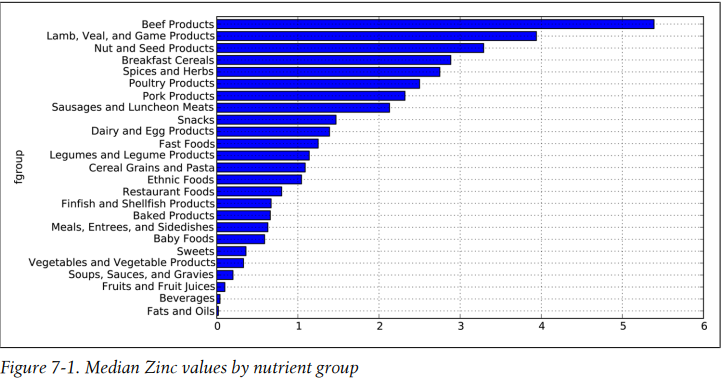 Beef Products
Lamb, Veal, and Game Products
Nut and Seed Products
Breakfast Cereals
Spices and Herbs
Poultry Products
Pork Products
Sausages and Luncheon Meats
Snacks
Dairy and Egg Products
Fast Foods
Legumes and Legume Products
Cereal Grains and Pasta
Ethnic Foods
Restaurant Foods
Finfish and Shellfish Products
Baked Products
Meals, Entrees, and Sidedishes
Baby Foods
Sweets
Vegetables and Vegetable Products
Soups, Sauces, and Gravies
Fruits and Fruit Juices
Beverages
Fats and Oils
fgroup
0 1 2 3 4 5 6
Figure 7-1. Median Zinc values by nutrient group